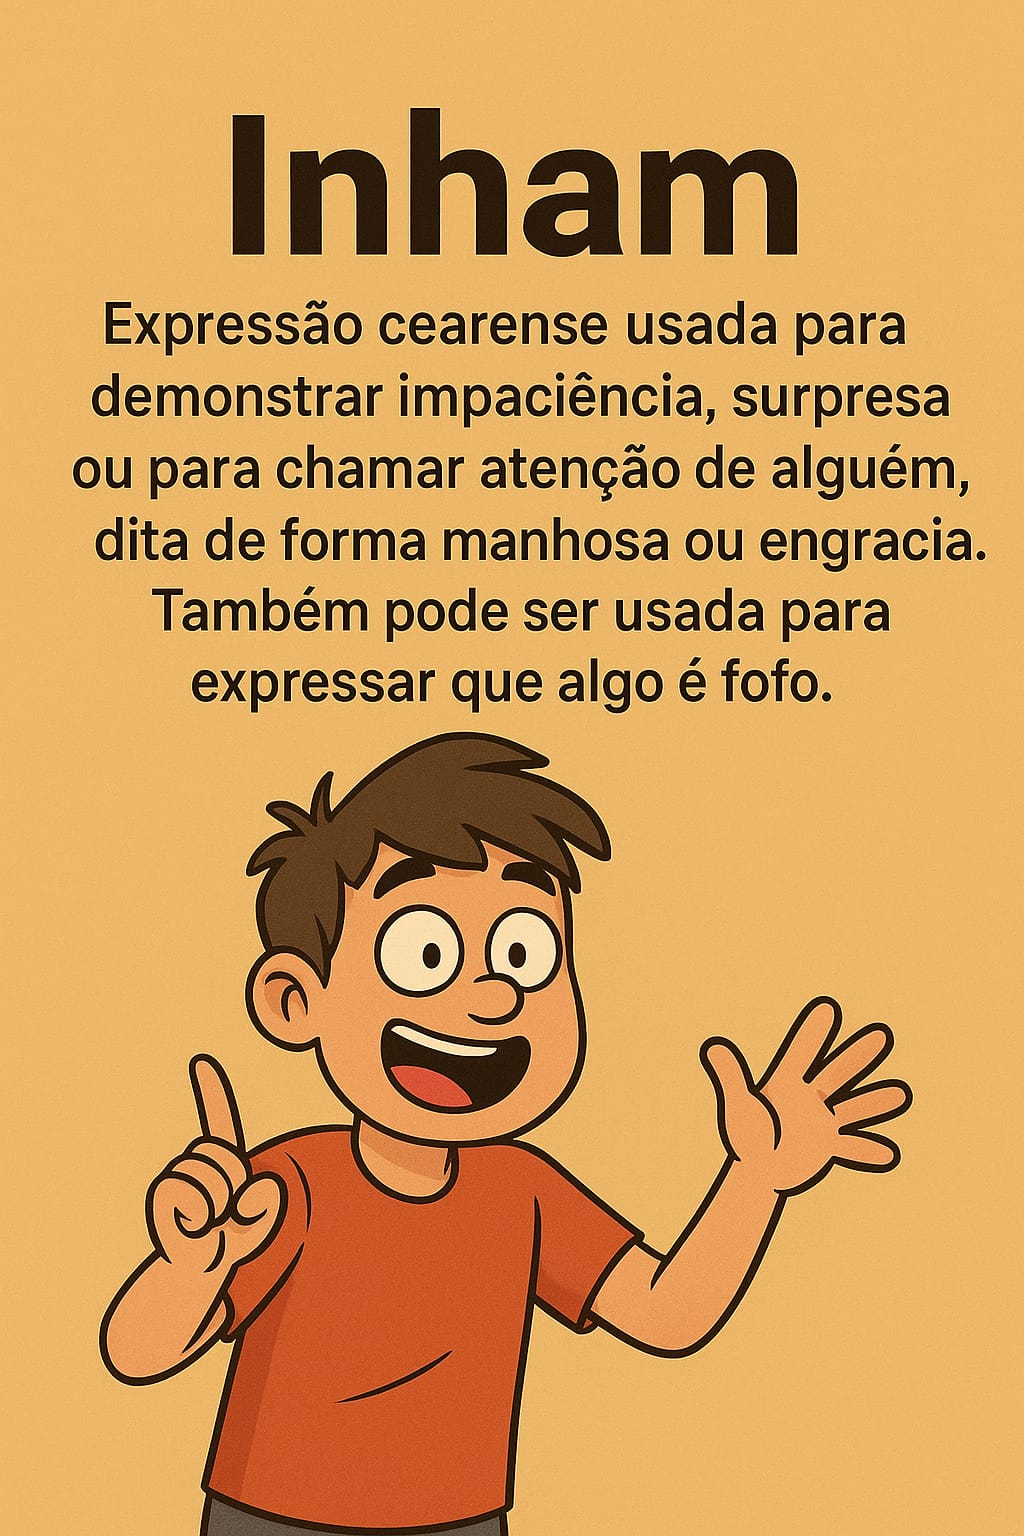 Inham
Expressão cearense usada para
demonstrar impaciência, surpresa
ou para chamar atenção de alguém,
dita de forma manhosa ou engracia.
Também pode ser usada para
expressar que algo é fofo.